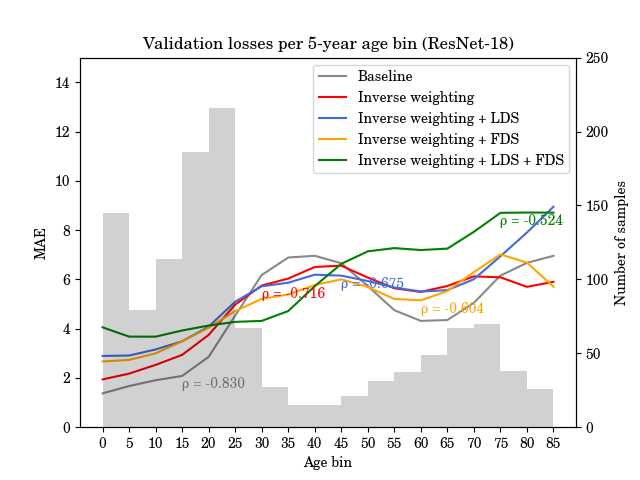 Validation losses per 5-year age bin (ResNet-18)
Baseline
Inverse weighting
Inverse weighting + LDS
Inverse weighting + FDS
Inverse weighting + LDS + FDS
MAE
14
12
10
8
6
4
2
0
250
200
150
100
50
0
Number of samples
ρ = -0.524
ρ = -0.675
ρ = -0.716
ρ = -0.604
ρ = -0.830
0 5 10 15 20 25 30 35 40 45 50 55 60 65 70 75 80 85
Age bin